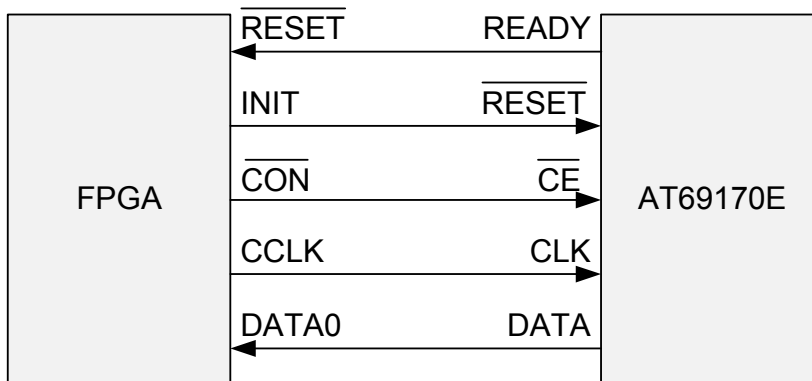 RESET READY
INIT RESET
FPGA CON CE AT69170E
CCLK CLK
DATA0 DATA